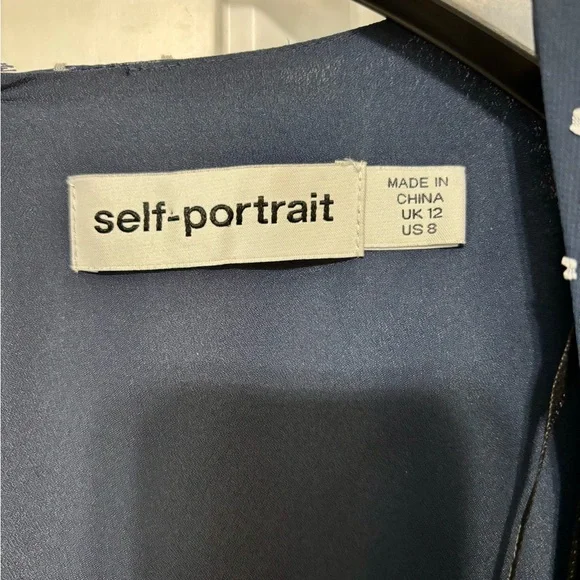 self-portrait
MADE IN
CHINA
UK 12
US 8